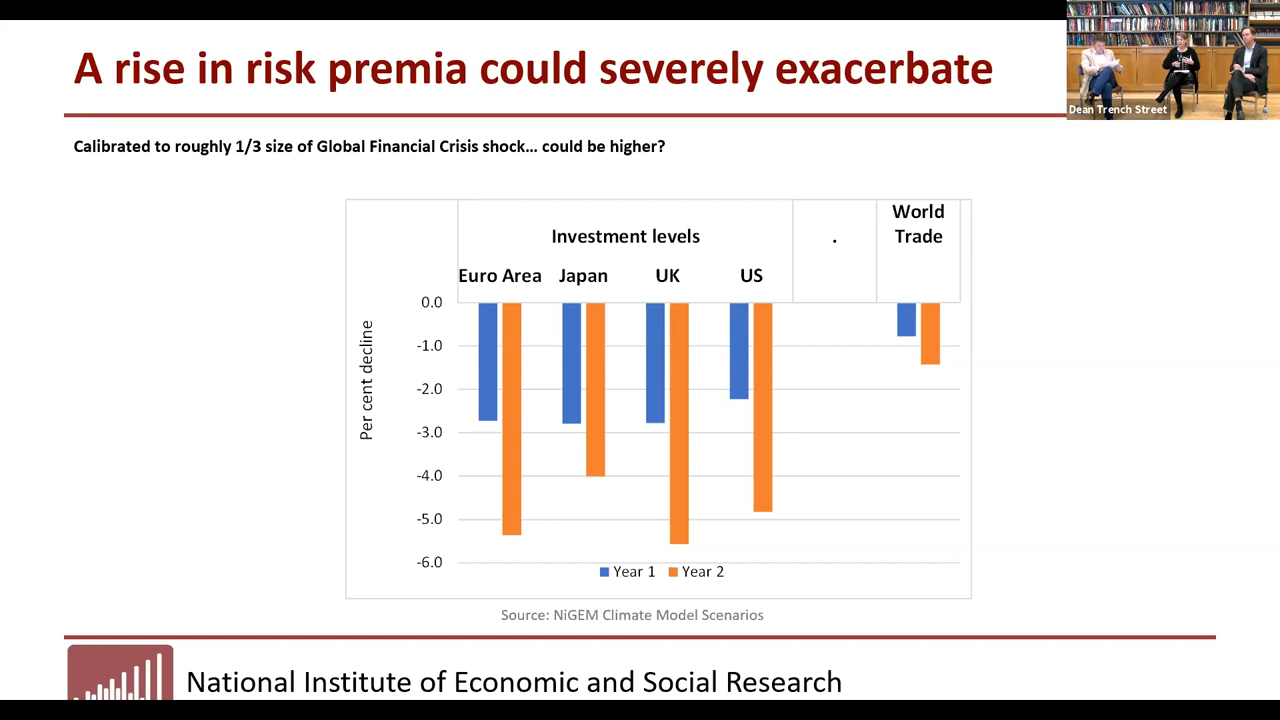 A rise in risk premia could severely exacerbate
Dean Trench Street
Calibrated to roughly 1/3 size of Global Financial Crisis shock... could be higher?
Investment levels
.
World
Trade
Euro Area Japan UK US
Per cent decline
0.0
-1.0
-2.0
-3.0
-4.0
-5.0
-6.0
Year 1 Year 2
Source: NiGEM Climate Model Scenarios
National Institute of Economic and Social Research